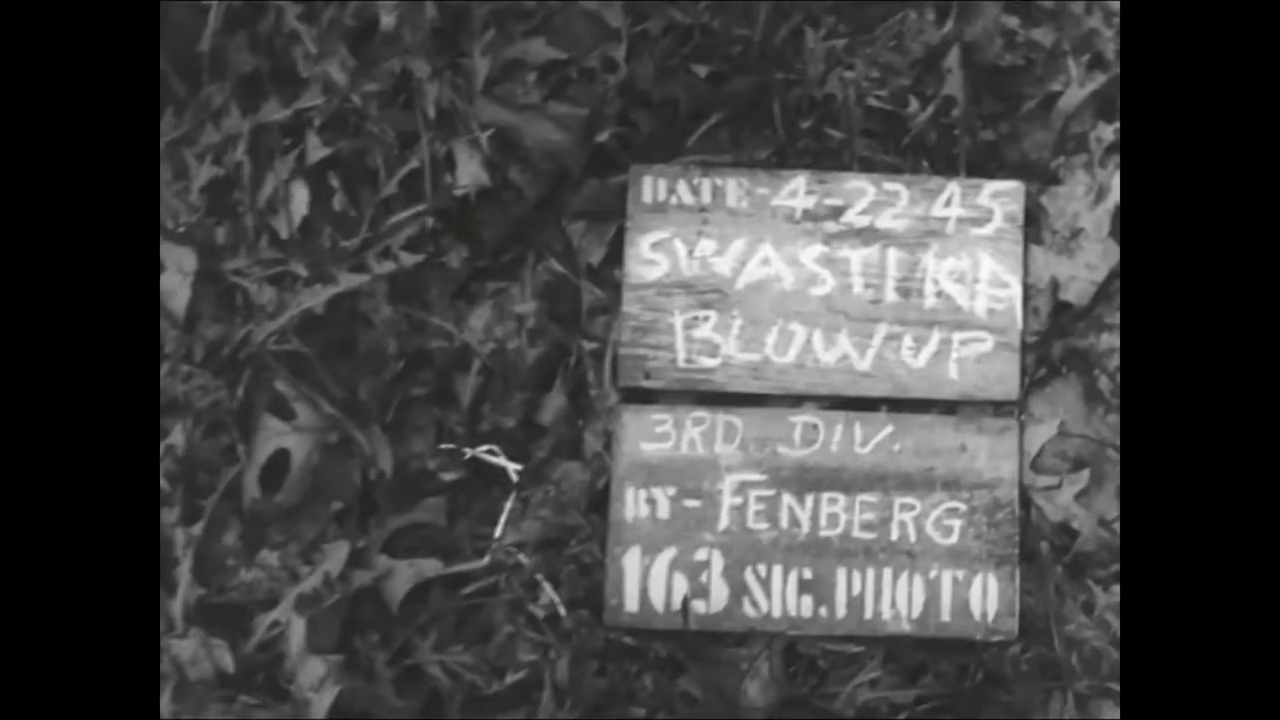 DATE-4-22 45
SWASTIKA
BLOWUP
3RD DIV.
BY-FENBERG
163 SIG.PHOTO